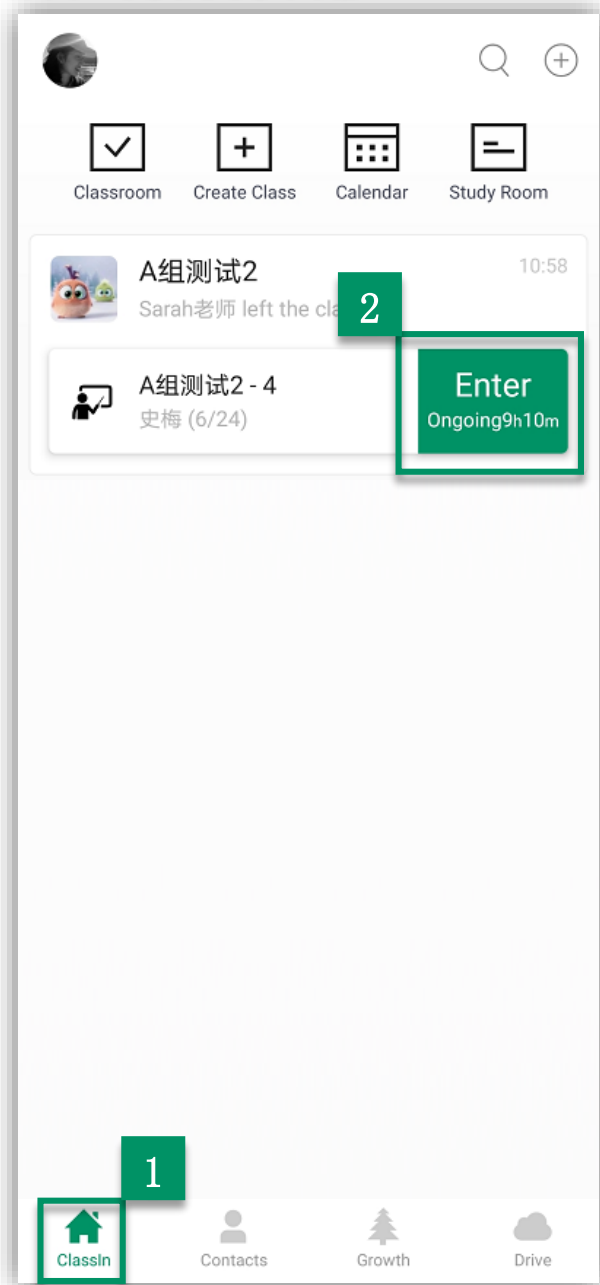 Classroom
Create Class
Calendar
Study Room
A组测试2
10:58
Sarah老师 left the cla
2
A组测试2 - 4
史梅 (6/24)
Enter
Ongoing9h10m
1
ClassIn
Contacts
Growth
Drive